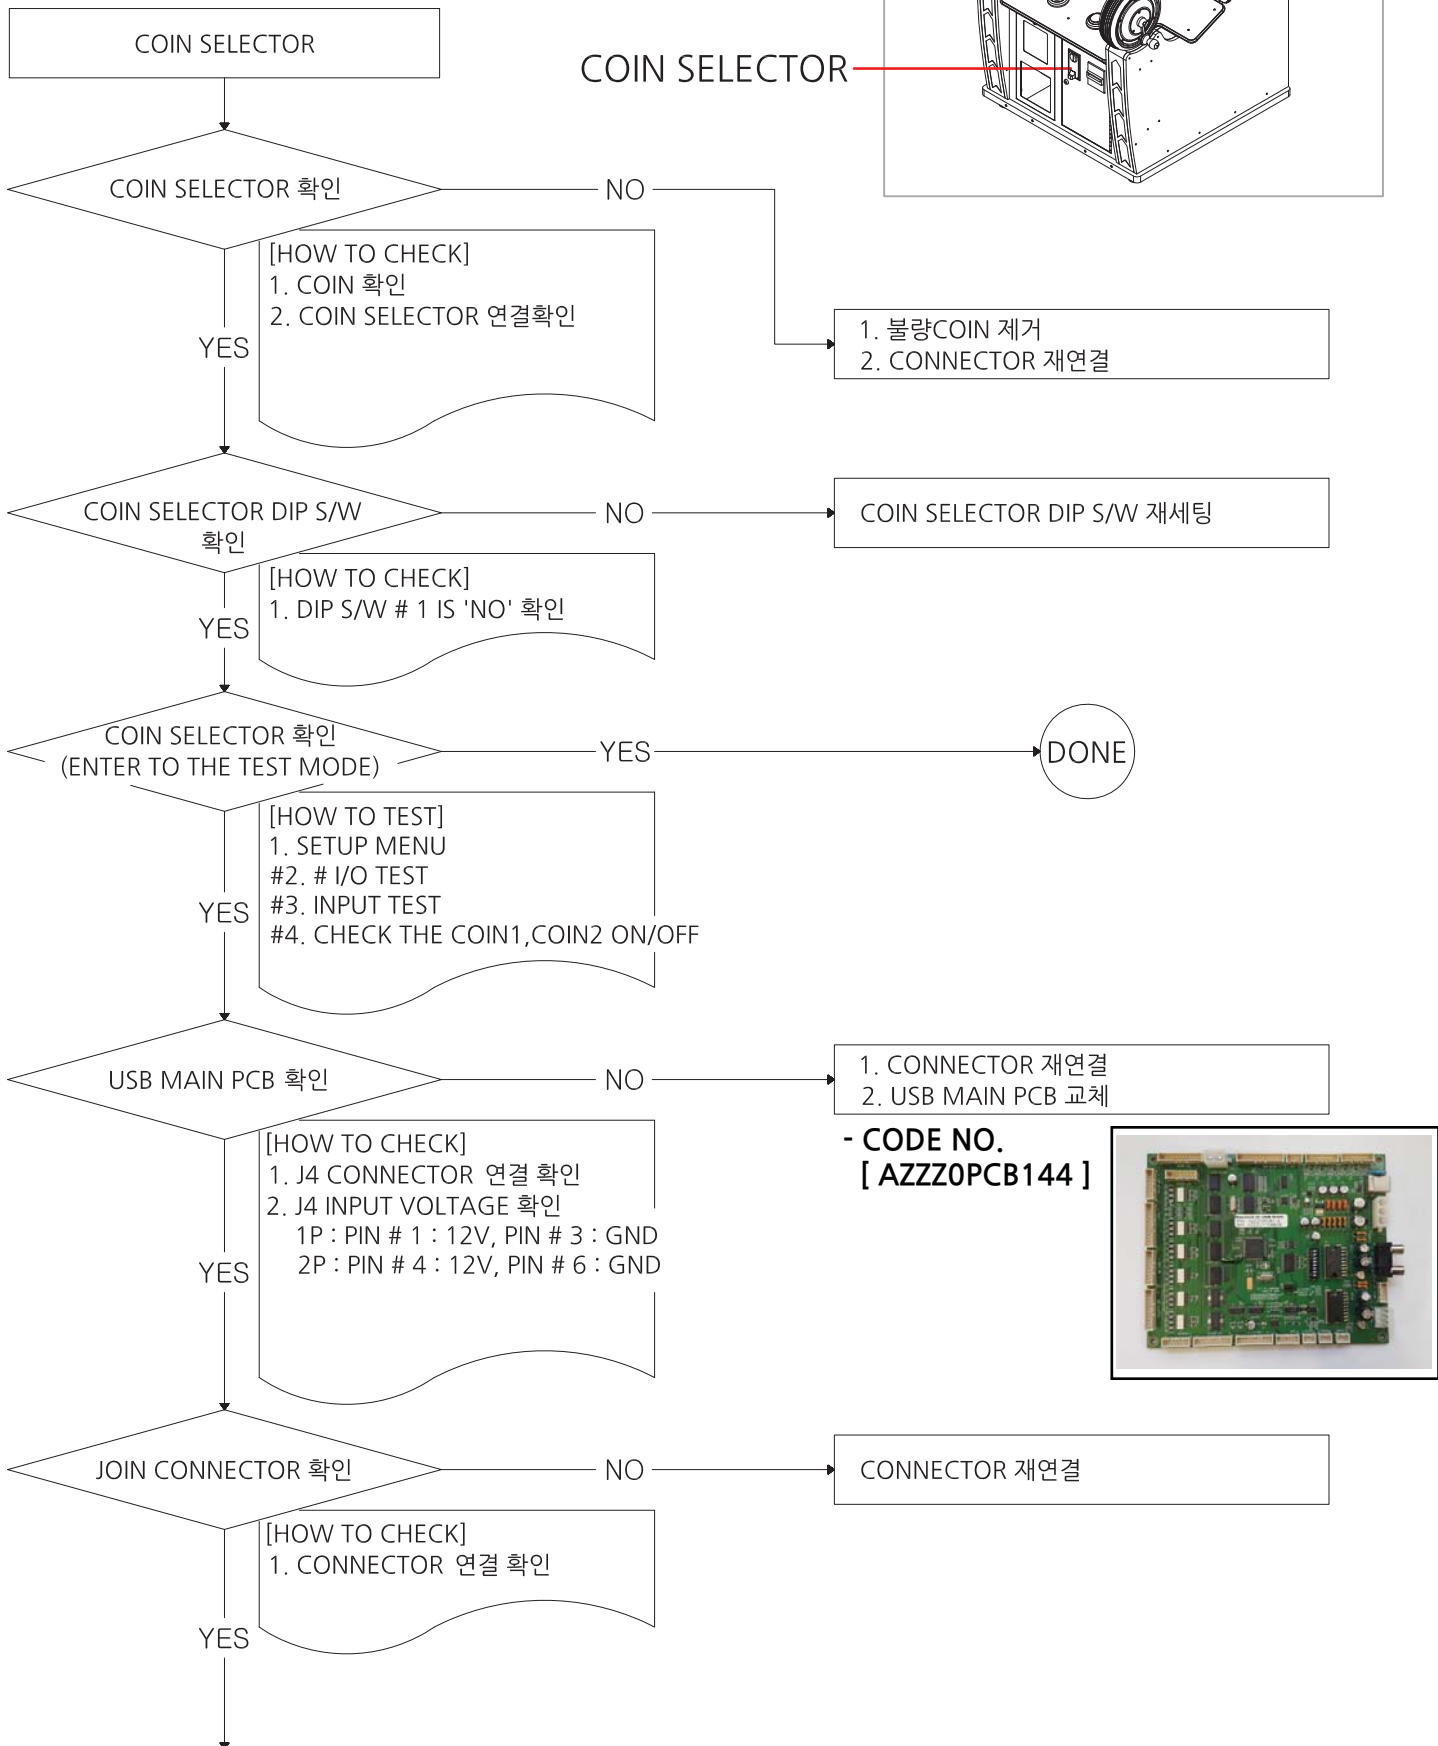 COIN SELECTOR
COIN SELECTOR
COIN SELECTOR 확인
NO
[HOW TO CHECK]
1. COIN 확인
2. COIN SELECTOR 연결확인
YES
1. 불량COIN 제거
2. CONNECTOR 재연결
COIN SELECTOR DIP S/W
확인
NO
COIN SELECTOR DIP S/W 재세팅
[HOW TO CHECK]
1. DIP S/W # 1 IS 'NO' 확인
YES
COIN SELECTOR 확인
(ENTER TO THE TEST MODE)
YES
DONE
[HOW TO TEST]
1. SETUP MENU
#2. # I/O TEST
#3. INPUT TEST
#4. CHECK THE COIN1,COIN2 ON/OFF
YES
USB MAIN PCB 확인
NO
1. CONNECTOR 재연결
2. USB MAIN PCB 교체
- CODE NO.
[ AZZZ0PCB144 ]
[HOW TO CHECK]
1. J4 CONNECTOR 연결 확인
2. J4 INPUT VOLTAGE 확인
1P : PIN # 1 : 12V, PIN # 3 : GND
2P : PIN # 4 : 12V, PIN # 6 : GND
YES
JOIN CONNECTOR 확인
NO
CONNECTOR 재연결
[HOW TO CHECK]
1. CONNECTOR 연결 확인
YES